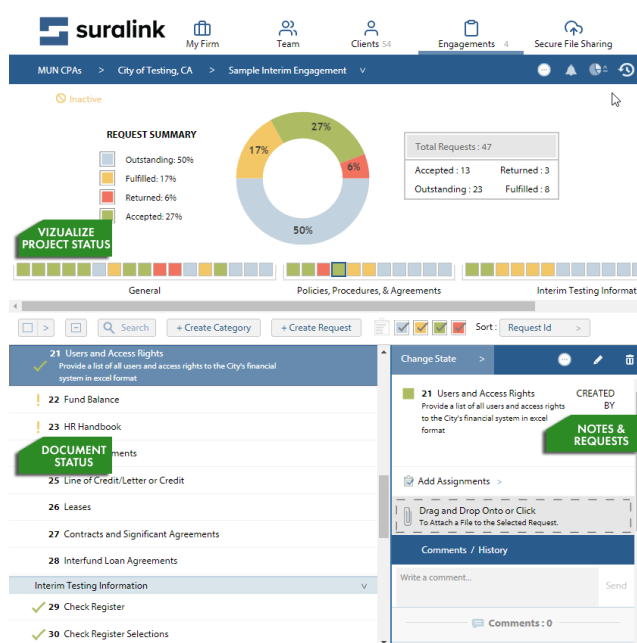 suralink
My Firm
Team
Clients 54
Engagements 4
Secure File Sharing
MUN CPAs > City of Testing, CA > Sample Interim Engagement v
Inactive
REQUEST SUMMARY
Outstanding: 50%
Fulfilled: 17%
Returned: 6%
Accepted: 27%
27%
17%
6%
50%
Total Requests : 47
Accepted : 13 Returned : 3
Outstanding : 23 Fulfilled : 8
VIZUALIZE
PROJECT STATUS
General
Policies, Procedures, & Agreements
Interim Testing Informat
> Search + Create Category + Create Request Sort : Request Id >
21 Users and Access Rights
Provide a list of all users and access rights to the City's financial
system in excel format
22 Fund Balance
23 HR Handbook
DOCUMENT
STATUS
ments
25 Line of Credit/Letter or Credit
26 Leases
27 Contracts and Significant Agreements
28 Interfund Loan Agreements
Interim Testing Information v
29 Check Register
30 Check Register Selections
Change State >
21 Users and Access Rights
Provide a list of all users and access rights
to the City's financial system in excel
format
CREATED
BY
NOTES &
REQUESTS
Add Assignments >
Drag and Drop Onto or Click
To Attach a File to the Selected Request.
Comments / History
Write a comment...
Send
Comments : 0